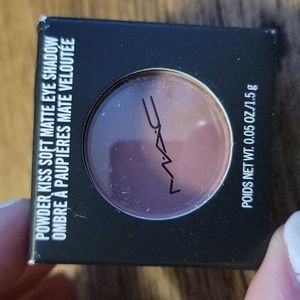 POWDER KISS SOFT MATTE EYE SHADOW
OMBRE A PAUPIÈRES MATE VELOUTÉE
MAC
POIDS NET WT. 0.05 OZ/1.5 g